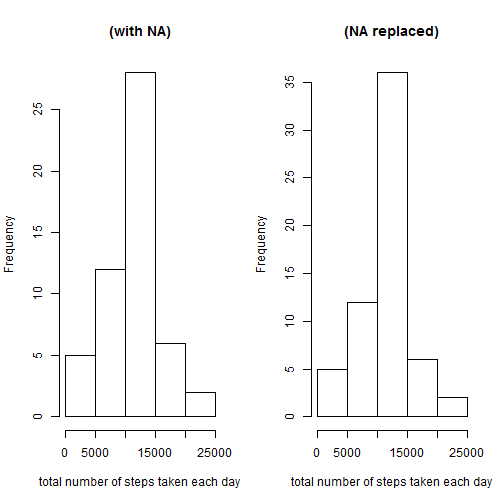 (with NA)
Frequency
25
20
15
10
5
0
0 5000 15000 25000
total number of steps taken each day
(NA replaced)
Frequency
35
30
25
20
15
10
5
0
0 5000 15000 25000
total number of steps taken each day